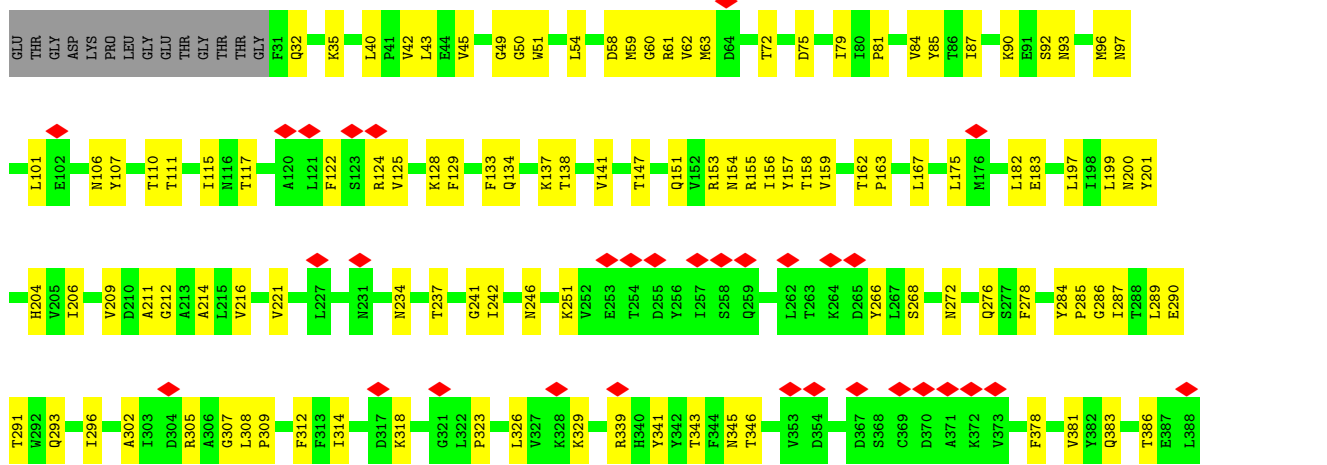 GLU THR GLY ASP LYS PRO LEU GLY GLU THR GLY THR THR GLY F31 Q32 K35 L40 P41 V42 L43 E44 V45 G49 G50 W51 L54 D58 M59 G60 R61 V62 M63 D64 T72 D75 I79 I80 P81 V84 Y85 T86 I87 K90 E91 S92 N93 M96 N97
L101 E102 N106 Y107 T110 T111 I115 N116 T117 A120 L121 F122 S123 R124 V125 K128 F129 F133 Q134 K137 T138 V141 T147 Q151 V152 R153 N154 R155 I156 Y157 T158 V159 T162 P163 L167 L175 M176 L182 E183 L197 I198 L199 N200 Y201
H204 V205 I206 V209 D210 A211 G212 A213 A214 L215 V216 V221 L227 N231 N234 T237 G241 I242 N246 K251 V252 E253 T254 D255 Y256 I257 S258 Q259 L262 T263 K264 D265 Y266 L267 S268 N272 Q276 S277 F278 Y284 P285 G286 I287 T288 L289 E290
T291 W292 Q293 I296 A302 I303 D304 R305 A306 G307 L308 P309 F312 F313 I314 D317 K318 G321 L322 P323 L326 V327 K328 K329 R339 H340 Y341 Y342 T343 F344 N345 T346 V353 D354 D367 S368 C369 D370 A371 K372 V373 F378 V381 Y382 Q383 T386 E387 L388